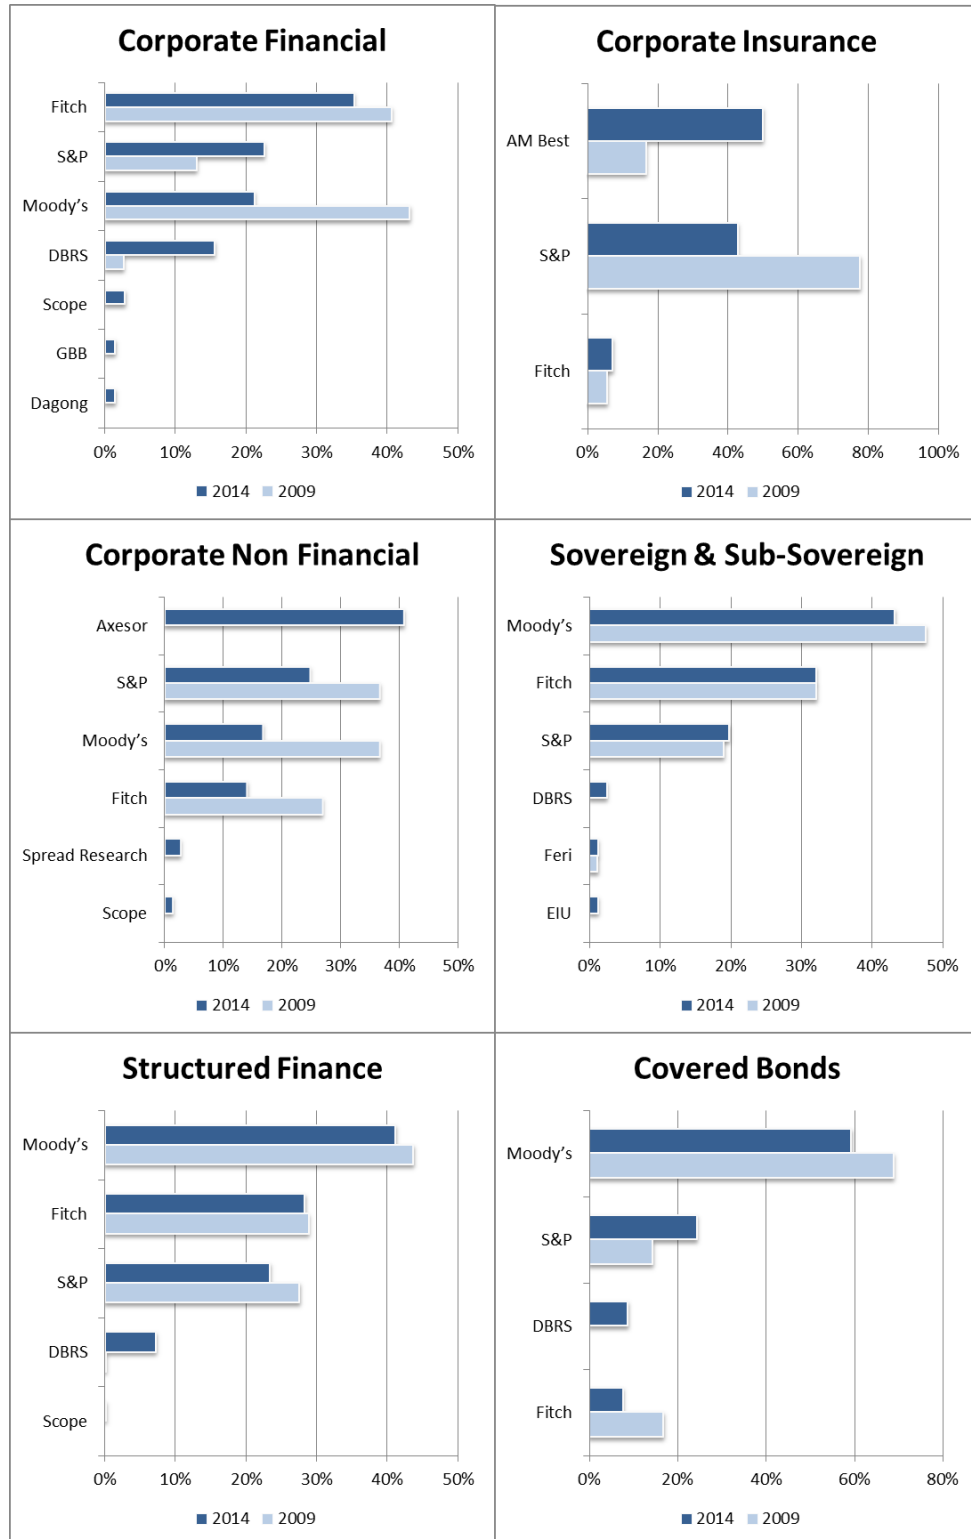 Corporate Financial
Fitch
S&P
Moody's
DBRS
Scope
GBB
Dagong
0% 10% 20% 30% 40% 50%
2014 2009
Corporate Insurance
AM Best
S&P
Fitch
0% 20% 40% 60% 80% 100%
2014 2009
Corporate Non Financial
Axesor
S&P
Moody's
Fitch
Spread Research
Scope
0% 10% 20% 30% 40% 50%
2014 2009
Sovereign & Sub-Sovereign
Moody's
Fitch
S&P
DBRS
Feri
EIU
0% 10% 20% 30% 40% 50%
2014 2009
Structured Finance
Moody's
Fitch
S&P
DBRS
Scope
0% 10% 20% 30% 40% 50%
2014 2009
Covered Bonds
Moody's
S&P
DBRS
Fitch
0% 20% 40% 60% 80%
2014 2009